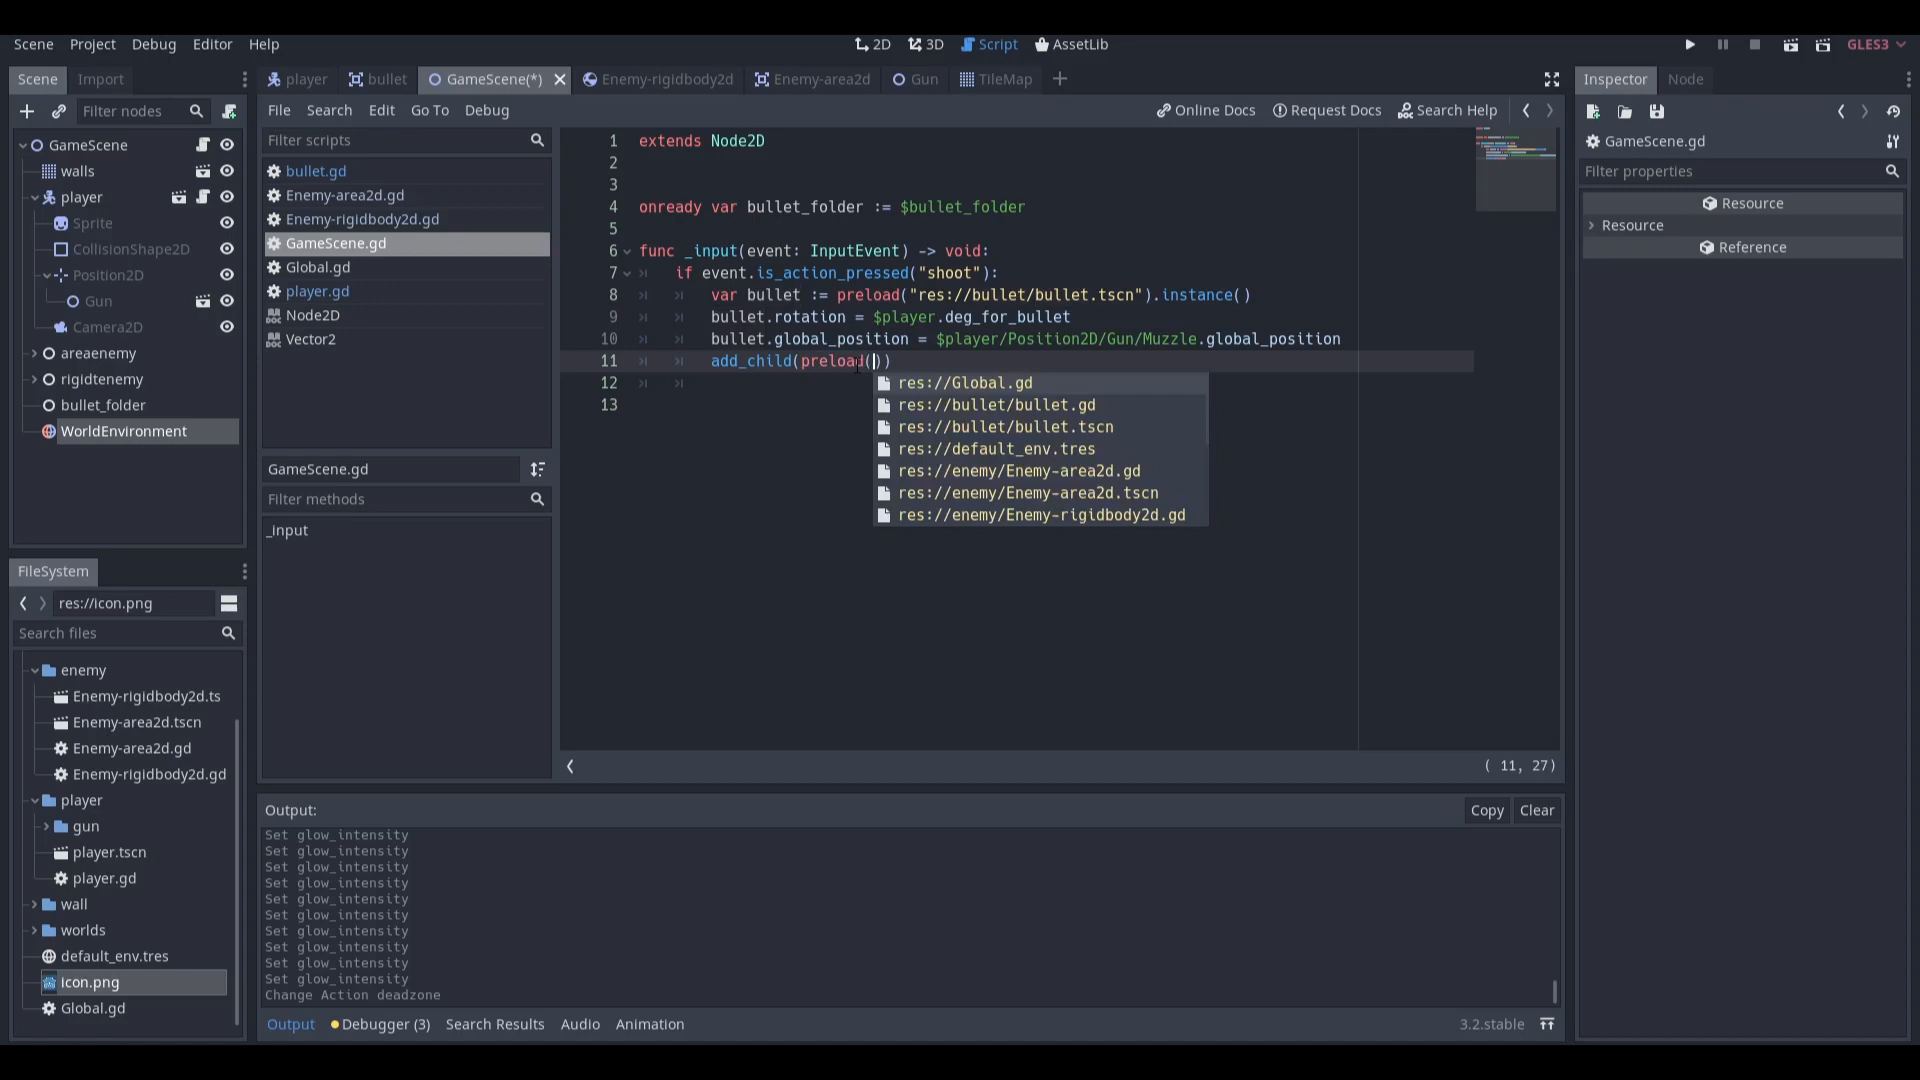 Scene Project Debug Editor Help 2D 3D Script AssetLib GLES3
Scene Import player bullet GameScene(*) Enemy-rigidbody2d Enemy-area2d Gun TileMap Inspector Node
Filter nodes File Search Edit Go To Debug Online Docs Request Docs Search Help
Filter scripts
GameScene
walls
player
Sprite
CollisionShape2D
Position2D
Gun
Camera2D
areaenemy
rigidtenemy
bullet_folder
WorldEnvironment
bullet.gd
Enemy-area2d.gd
Enemy-rigidbody2d.gd
GameScene.gd
Global.gd
player.gd
Node2D
Vector2
GameScene.gd
Filter methods
_input
1 extends Node2D
2
3
4 onready var bullet_folder := $bullet_folder
5
6 func _input(event: InputEvent) -> void:
7 if event.is_action_pressed("shoot"):
8 var bullet := preload("res://bullet/bullet.tscn").instance()
9 bullet.rotation = $player.deg_for_bullet
10 bullet.global_position = $player/Position2D/Gun/Muzzle.global_position
11 add_child(preload())
12
13
res://Global.gd
res://bullet/bullet.gd
res://bullet/bullet.tscn
res://default_env.tres
res://enemy/Enemy-area2d.gd
res://enemy/Enemy-area2d.tscn
res://enemy/Enemy-rigidbody2d.gd
( 11, 27)
GameScene.gd
Filter properties
Resource
Resource
Reference
FileSystem
res://icon.png
Search files
enemy
Enemy-rigidbody2d.ts
Enemy-area2d.tscn
Enemy-area2d.gd
Enemy-rigidbody2d.gd
player
gun
player.tscn
player.gd
wall
worlds
default_env.tres
icon.png
Global.gd
Output: Copy Clear
Set glow_intensity
Set glow_intensity
Set glow_intensity
Set glow_intensity
Set glow_intensity
Set glow_intensity
Set glow_intensity
Set glow_intensity
Set glow_intensity
Set glow_intensity
Change Action deadzone
Output Debugger (3) Search Results Audio Animation 3.2.stable